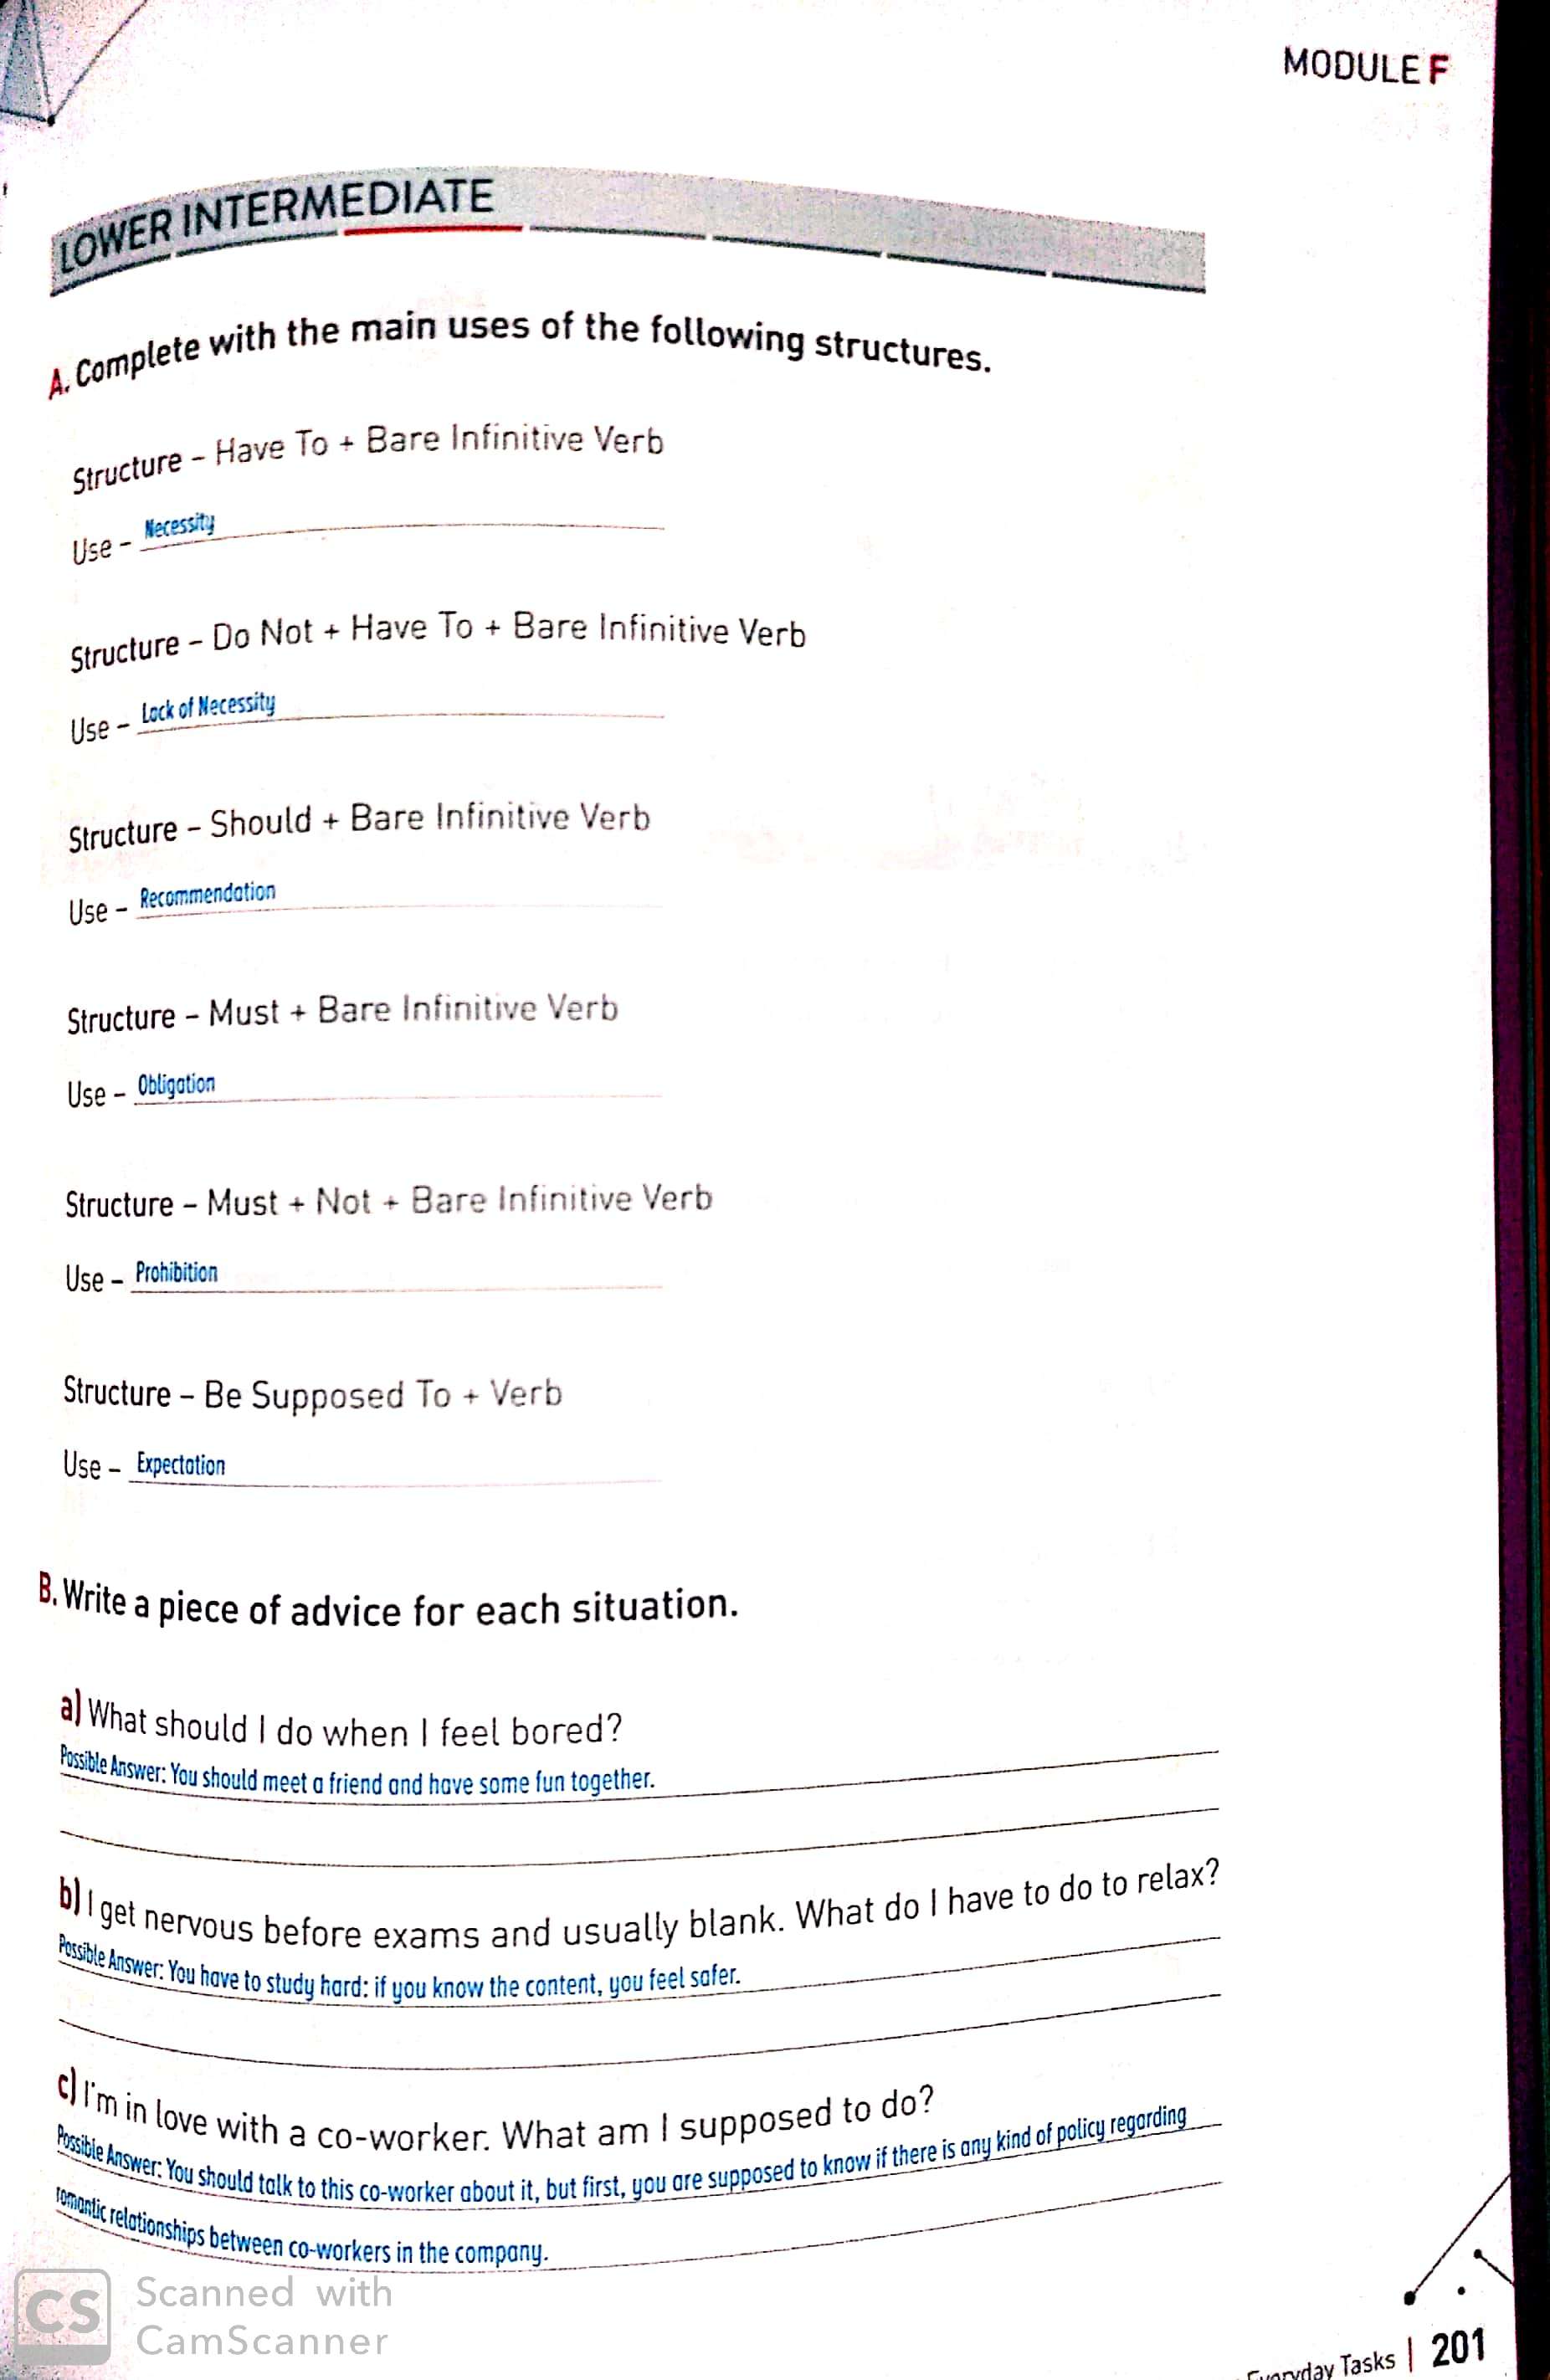 MODULE F
LOWER INTERMEDIATE
A. Complete with the main uses of the following structures.
Structure – Have To + Bare Infinitive Verb
Use – Necessity
Structure – Do Not + Have To + Bare Infinitive Verb
Use – Lack of Necessity
Structure – Should + Bare Infinitive Verb
Use – Recommendation
Structure – Must + Bare Infinitive Verb
Use – Obligation
Structure – Must + Not + Bare Infinitive Verb
Use – Prohibition
Structure – Be Supposed To + Verb
Use – Expectation
B. Write a piece of advice for each situation.
a) What should I do when I feel bored?
Possible Answer: You should meet a friend and have some fun together.
b) I get nervous before exams and usually blank. What do I have to do to relax?
Possible Answer: You have to study hard: if you know the content, you feel safer.
c) I'm in love with a co-worker. What am I supposed to do?
Possible Answer: You should talk to this co-worker about it, but first, you are supposed to know if there is any kind of policy regarding
romantic relationships between co-workers in the company.
CS Scanned with
CamScanner
Tasks | 201